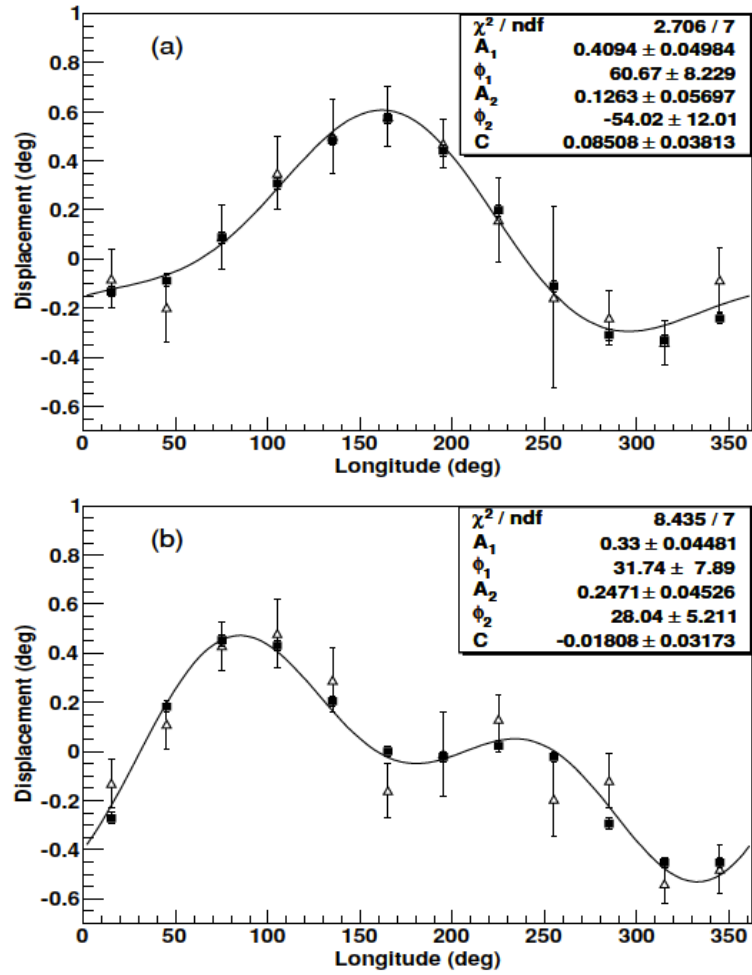 1
0.8
0.6
0.4
0.2
0
-0.2
-0.4
-0.6
Displacement (deg)
(a)
χ² / ndf 2.706 / 7
A₁ 0.4094 ± 0.04984
ϕ₁ 60.67 ± 8.229
A₂ 0.1263 ± 0.05697
ϕ₂ -54.02 ± 12.01
C 0.08508 ± 0.03813
0 50 100 150 200 250 300 350
Longitude (deg)
1
0.8
0.6
0.4
0.2
0
-0.2
-0.4
-0.6
Displacement (deg)
(b)
χ² / ndf 8.435 / 7
A₁ 0.33 ± 0.04481
ϕ₁ 31.74 ± 7.89
A₂ 0.2471 ± 0.04526
ϕ₂ 28.04 ± 5.211
C -0.01808 ± 0.03173
0 50 100 150 200 250 300 350
Longitude (deg)